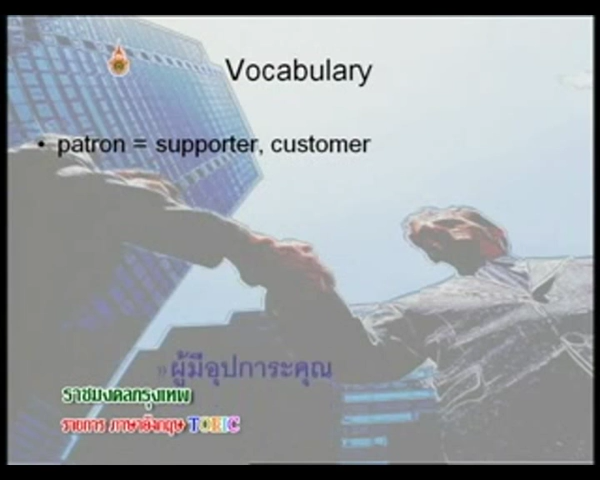 Vocabulary
• patron = supporter, customer
» ผู้มีอุปการะคุณ
ราชมงคลกรุงเทพ
รายการ ภาษาอังกฤษ TOEIC